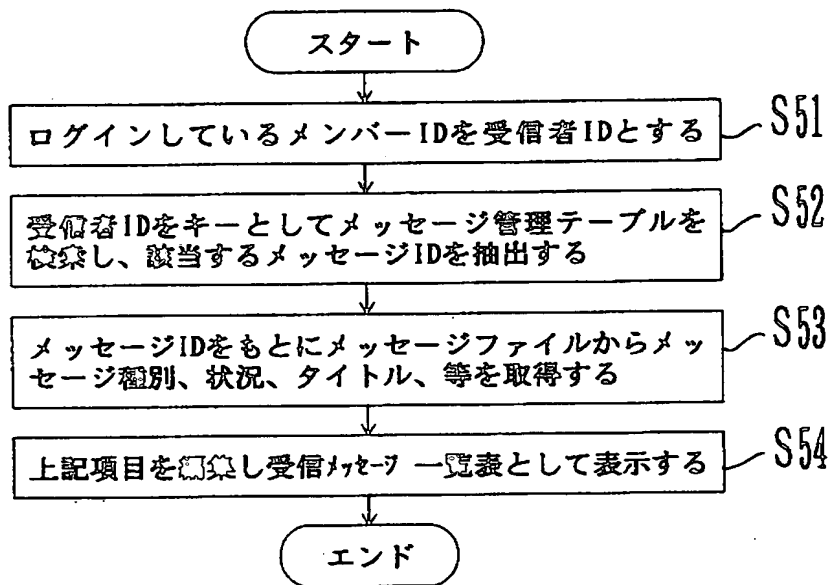 スタート
ログインしているメンバーIDを受信者IDとする
S51
受信者IDをキーとしてメッセージ管理テーブルを
検索し、該当するメッセージIDを抽出する
S52
メッセージIDをもとにメッセージファイルからメッ
セージ種別、状況、タイトル、等を取得する
S53
上記項目を編集し受信メッセージ 一覧表として表示する
S54
エンド